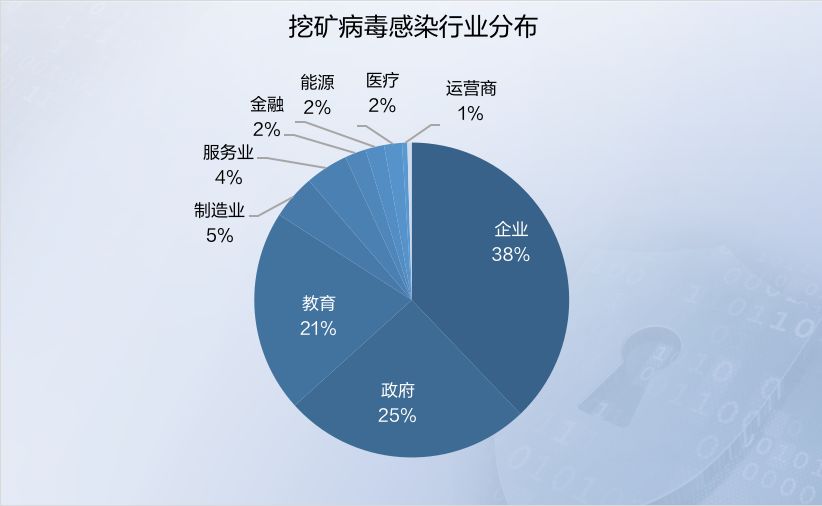 挖矿病毒感染行业分布
能源
2%
医疗
2%
运营商
1%
金融
2%
服务业
4%
制造业
5%
企业
38%
教育
21%
政府
25%